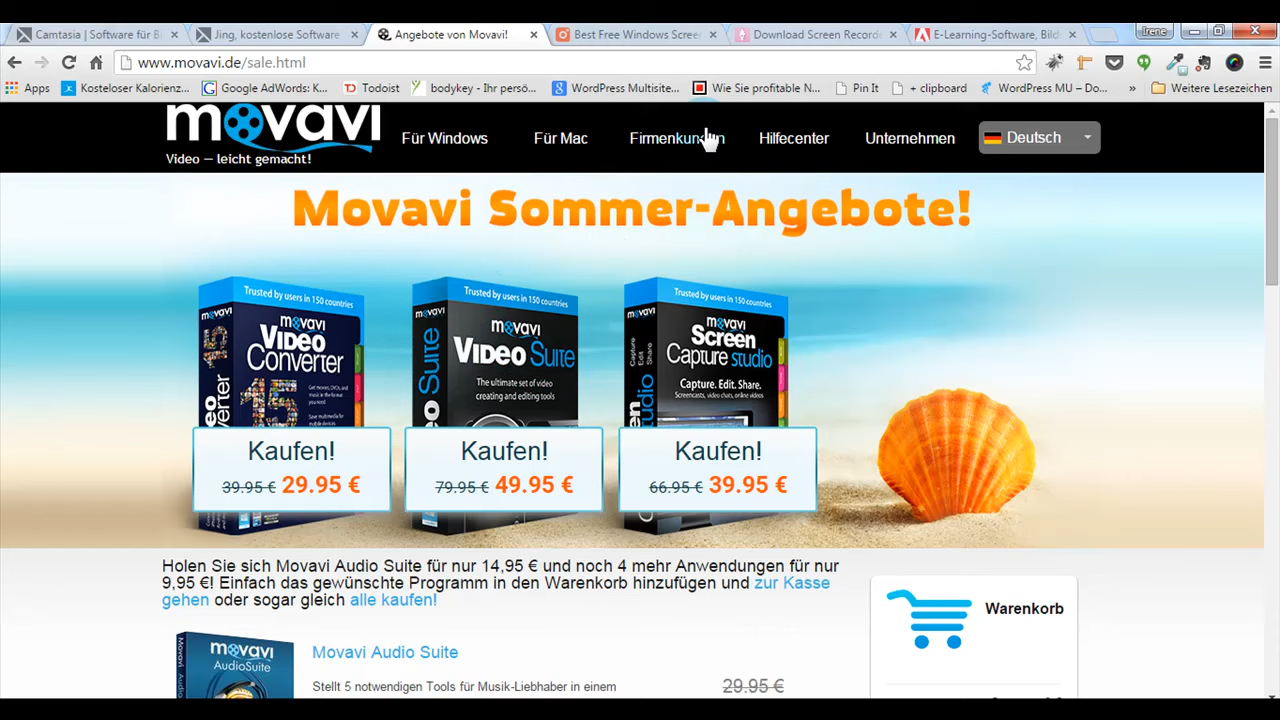 Camtasia | Software für B
Jing, kostenlose Software
Angebote von Movavi!
Best Free Windows Scree
Download Screen Recorde
E-Learning-Software, Bild
Irene
www.movavi.de/sale.html
Apps
Kosteloser Kalorienz...
Google AdWords: K...
Todoist
bodykey - Ihr persö...
WordPress Multisite...
Wie Sie profitable N...
Pin It
+ clipboard
WordPress MU – Do...
»
Weitere Lesezeichen
movavi
Video – leicht gemacht!
Für Windows
Für Mac
Firmenkunden
Hilfecenter
Unternehmen
Deutsch
Movavi Sommer-Angebote!
Trusted by users in 150 countries
Trusted by users in 150 countries
Trusted by users in 150 countries
movavi
Video
Converter
15
movavi
Video Suite
The ultimate set of video
creating and editing tools
movavi
Screen
Capture studio
Capture. Edit. Share.
Screencasts, video chats, online videos
Kaufen!
39.95 € 29.95 €
Kaufen!
79.95 € 49.95 €
Kaufen!
66.95 € 39.95 €
Holen Sie sich Movavi Audio Suite für nur 14,95 € und noch 4 mehr Anwendungen für nur
9,95 €! Einfach das gewünschte Programm in den Warenkorb hinzufügen und zur Kasse
gehen oder sogar gleich alle kaufen!
Warenkorb
movavi
AudioSuite
Movavi Audio Suite
Stellt 5 notwendigen Tools für Musik-Liebhaber in einem
29.95 €